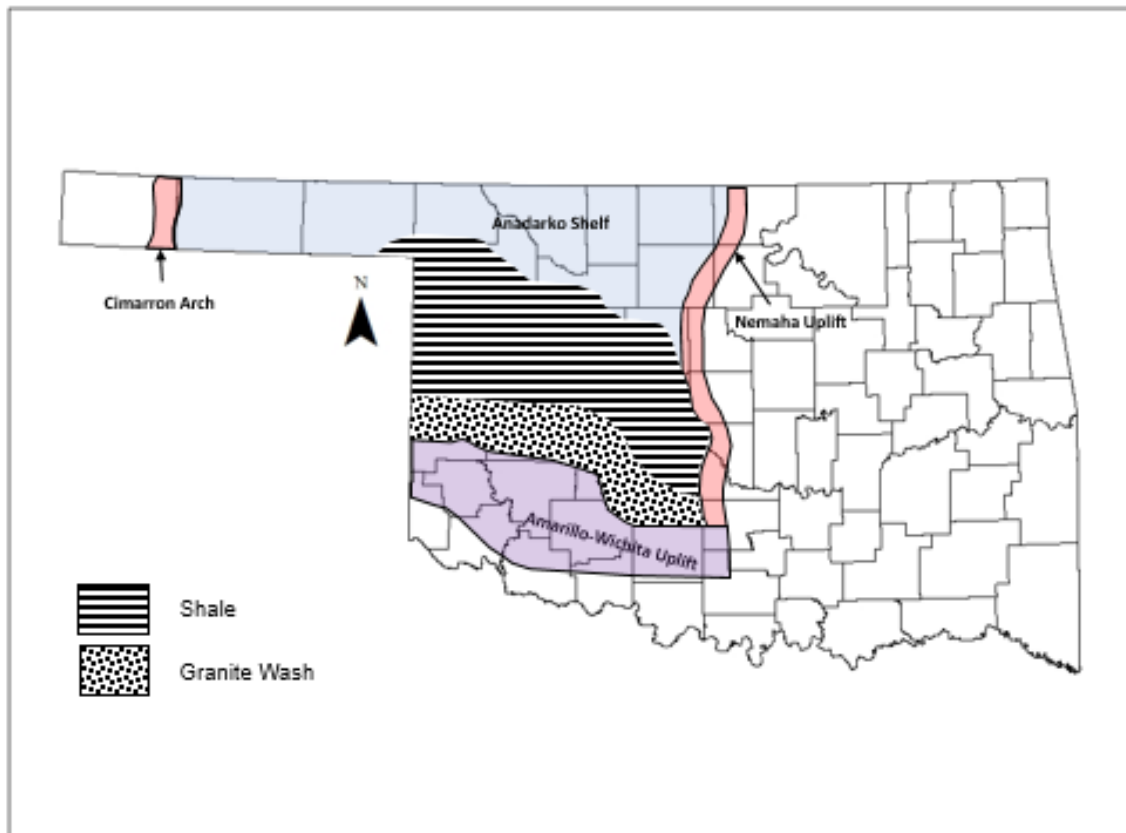 Anadarko Shelf
Cimarron Arch
N
Nemaha Uplift
Amarillo-Wichita Uplift
Shale
Granite Wash